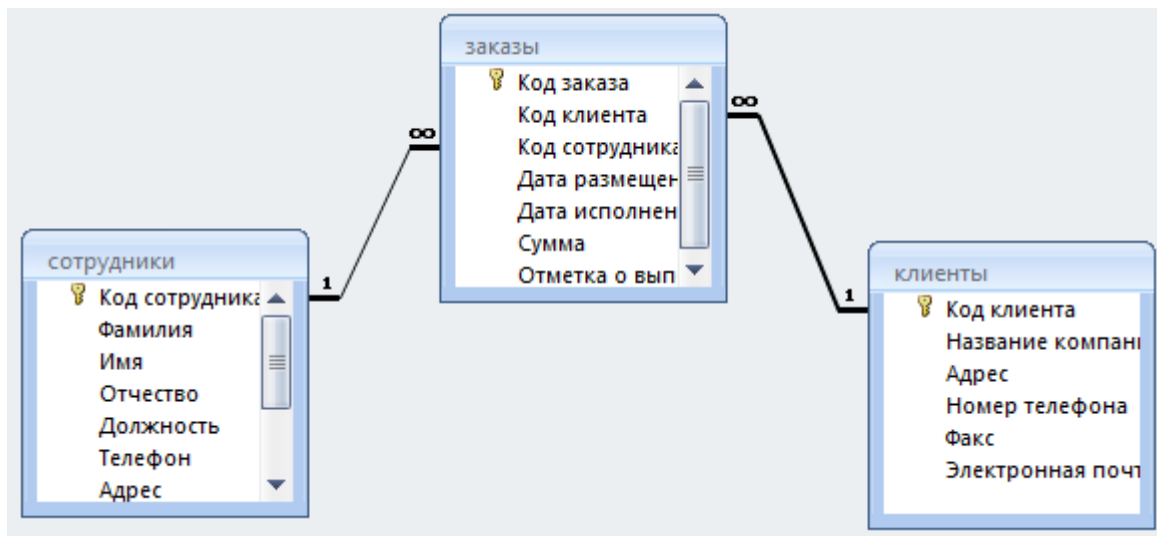 заказы
Код заказа
Код клиента
Код сотрудника
Дата размещен
Дата исполнен
Сумма
Отметка о вып
∞
∞
сотрудники
Код сотрудника
Фамилия
Имя
Отчество
Должность
Телефон
Адрес
1
клиенты
Код клиента
Название компани
Адрес
Номер телефона
Факс
Электронная почт
1